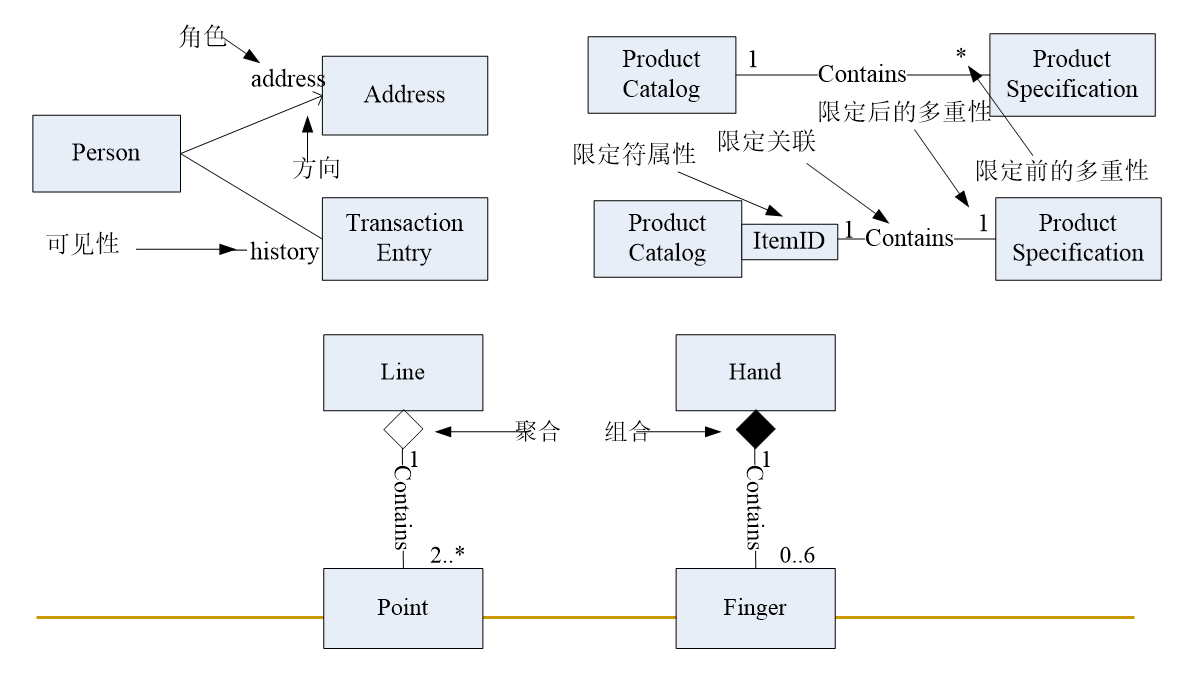 角色
address
Address
Person
方向
Transaction
Entry
可见性
-history
Product
Catalog
1
Contains
*
Product
Specification
限定后的多重性
限定前的多重性
限定符属性
限定关联
Product
Catalog
ItemID
1
Contains
1
Product
Specification
Line
聚合
1
Contains
2..*
Point
Hand
组合
1
Contains
0..6
Finger